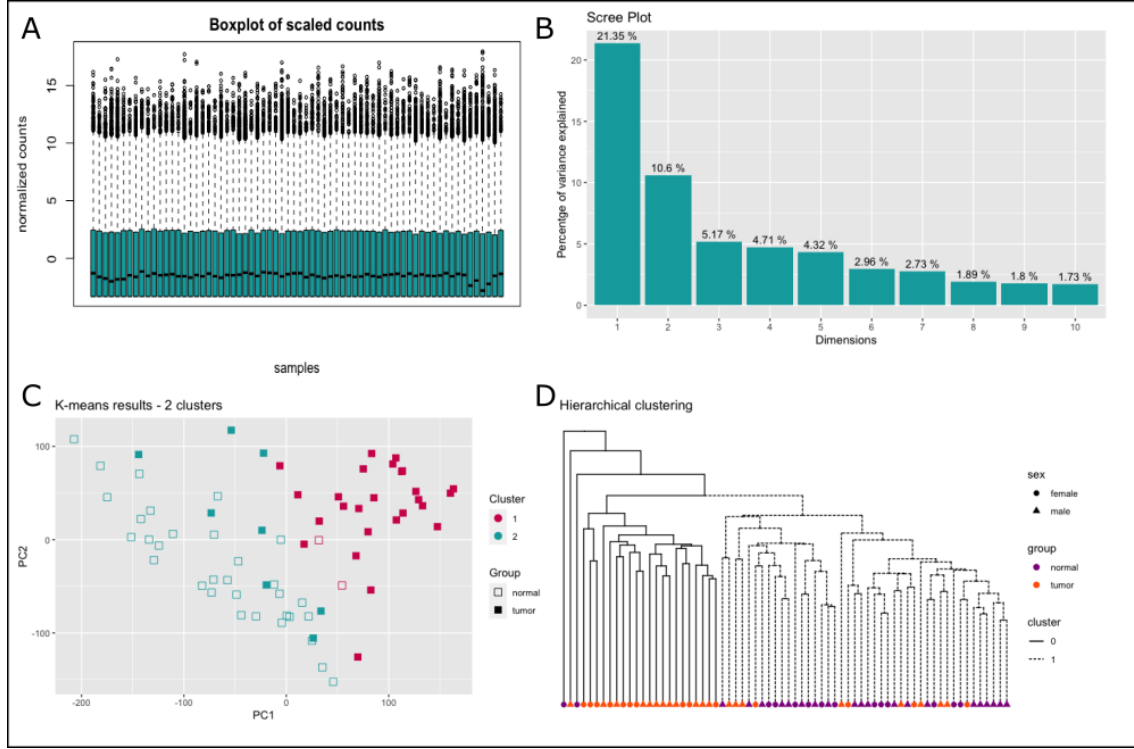 A
Boxplot of scaled counts
normalized counts
15
10
5
0
samples
B
Scree Plot
Percentge of variance explained
20
15
10
5
0
21.35 %
10.6 %
5.17 %
4.71 %
4.32 %
2.96 %
2.73 %
1.89 %
1.8 %
1.73 %
1 2 3 4 5 6 7 8 9 10
Dimensions
C
K-means results - 2 clusters
PC2
100
0
-100
-200 -100 0 100
PC1
Cluster
1
2
Group
normal
tumor
D
Hierarchical clustering
sex
female
male
group
normal
tumor
cluster
0
1